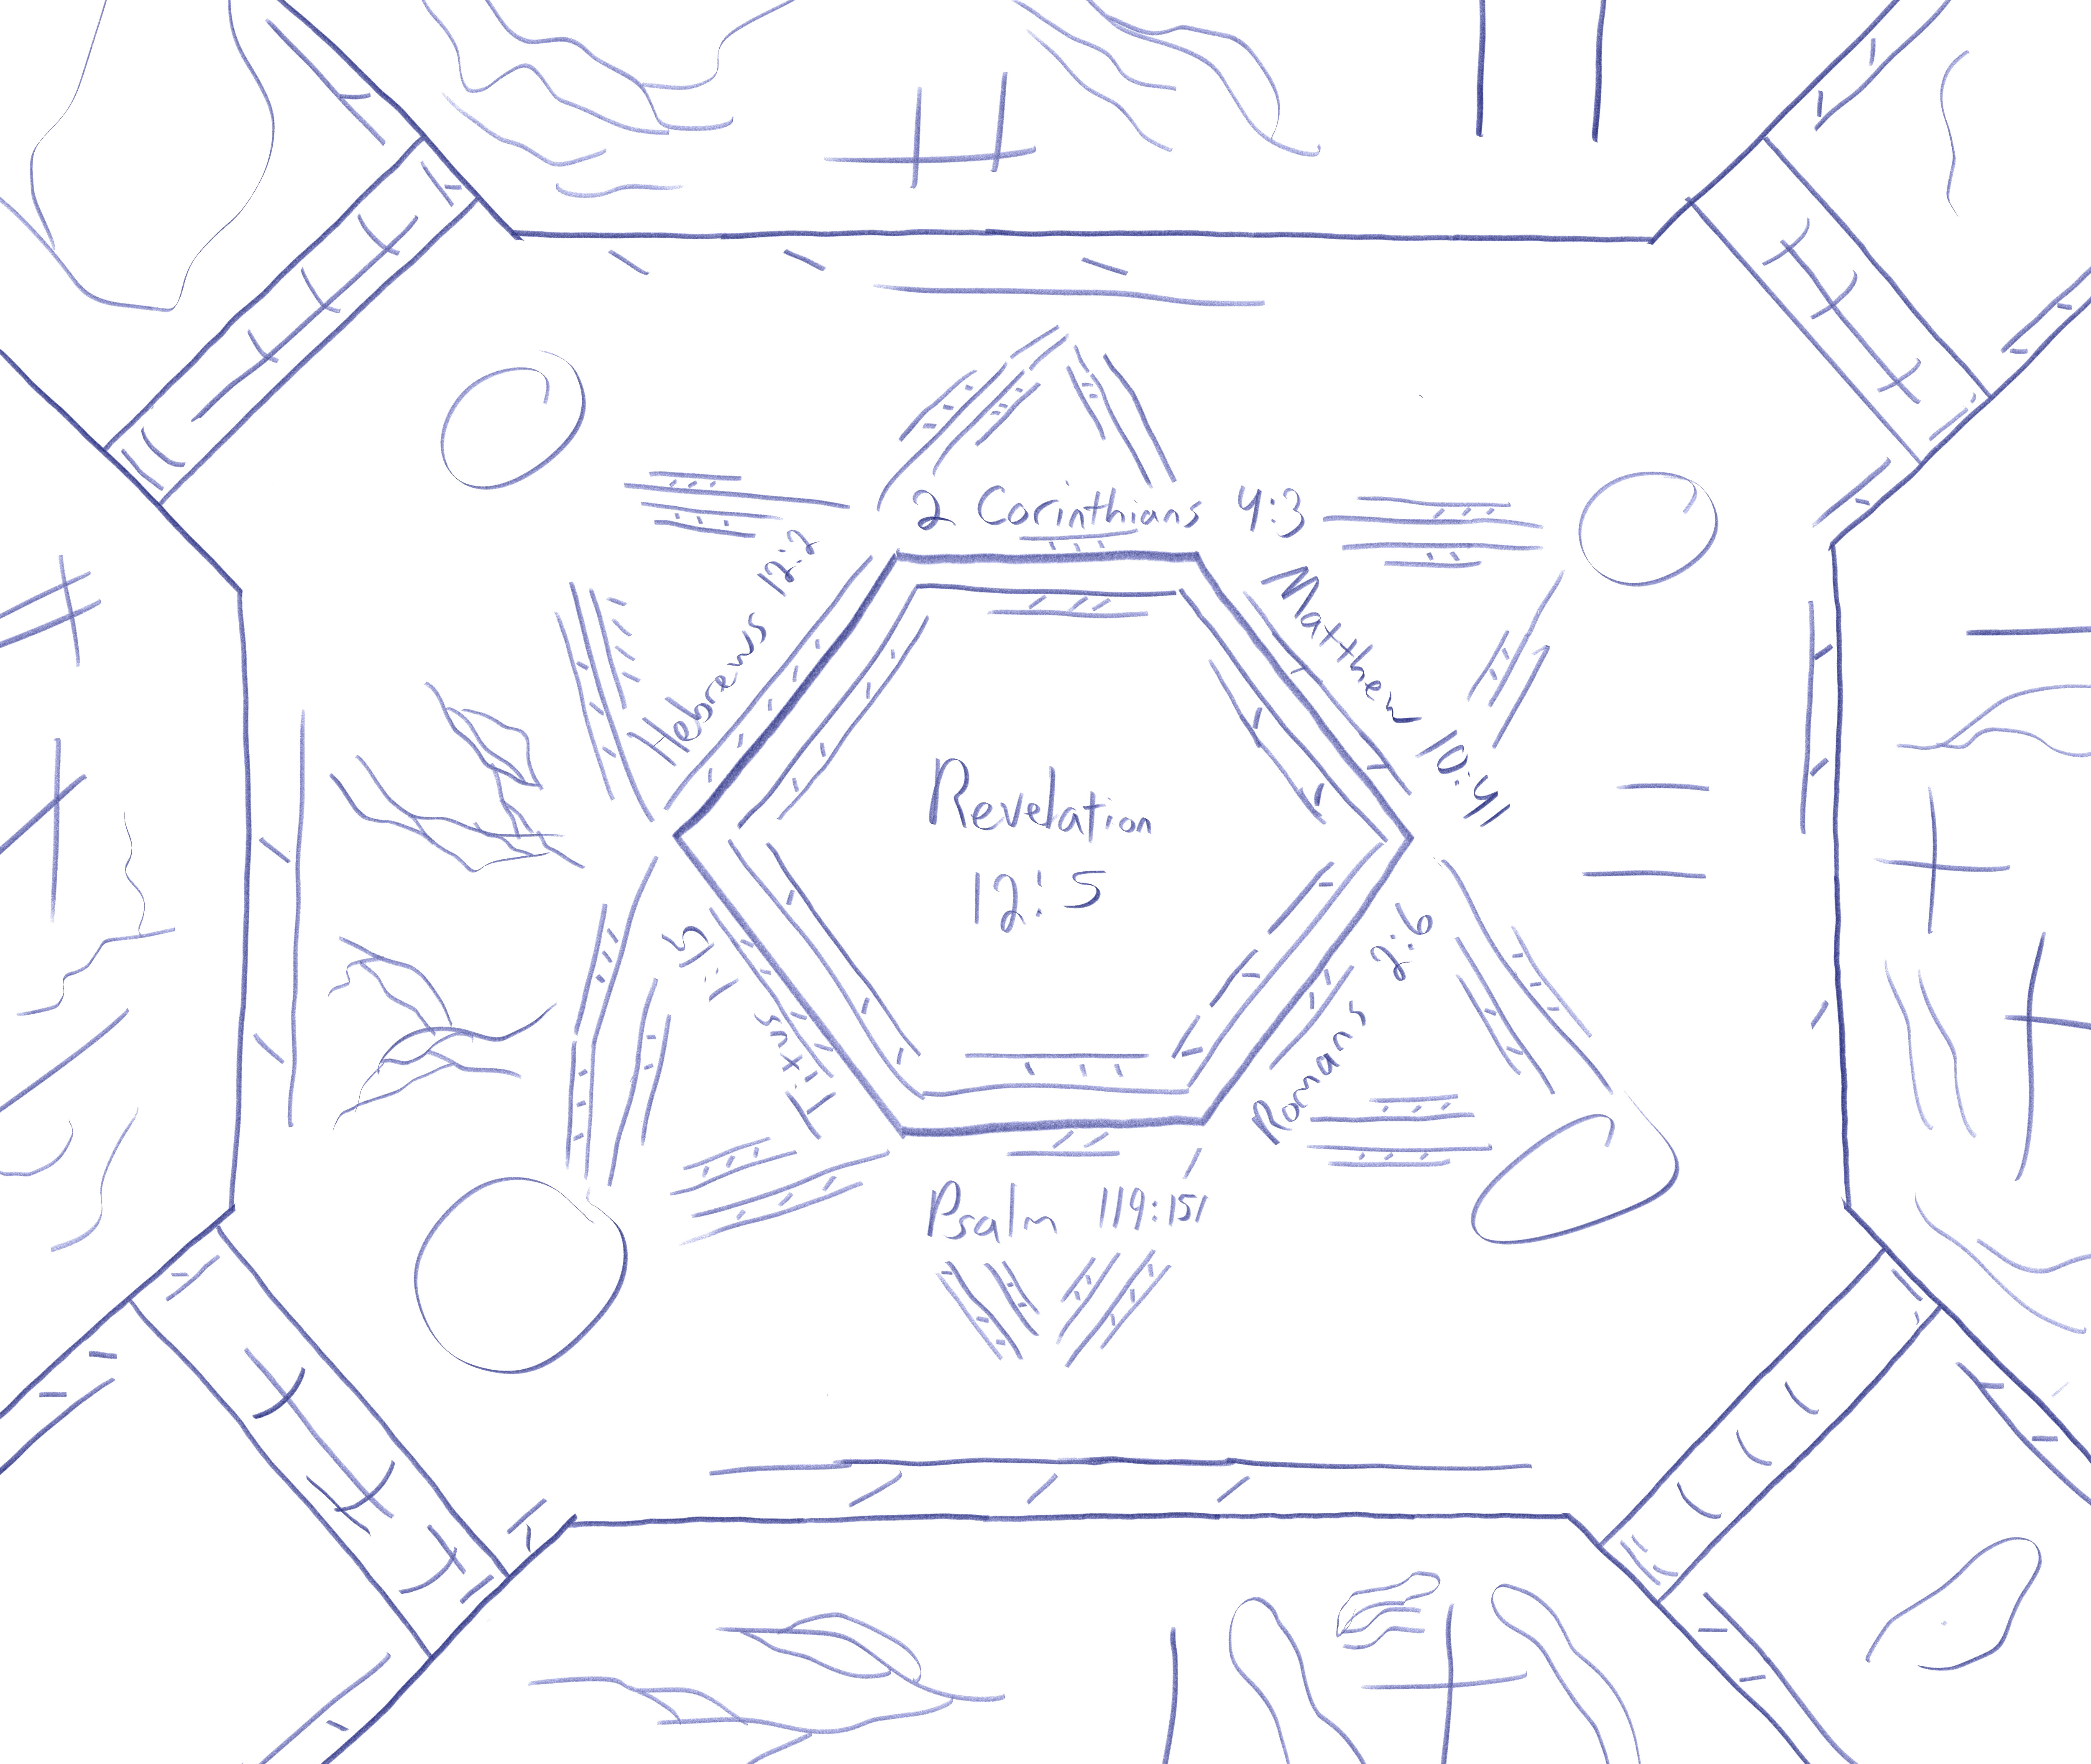 2 Corinthians 4:3
Hebrews 12:2
Matthew 10:41
Revelation
12:5
Titus 1:5
Romans 2:6
Psalm 119:151